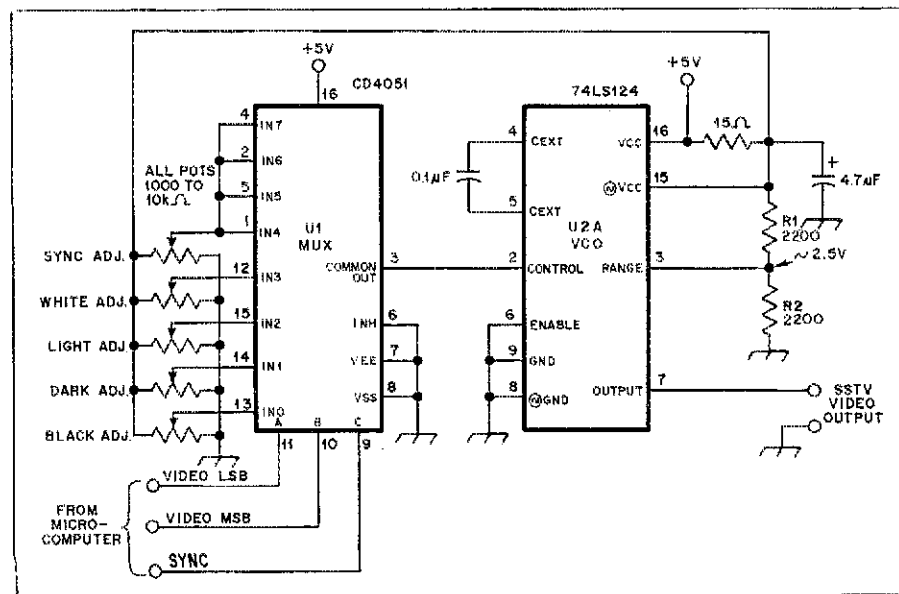 +5V
CD4051
16
4 IN7
2 IN6
5 IN5
1 IN4
12 IN3
15 IN2
14 IN1
13 IN0
U1
MUX
COMMON
OUT
3
INH 6
VEE 7
VSS 8
A B C
11 10 9
ALL POTS
1000 TO
10kΩ
SYNC ADJ.
WHITE ADJ.
LIGHT ADJ.
DARK ADJ.
BLACK ADJ.
VIDEO LSB
FROM
MICRO-
COMPUTER
VIDEO MSB
SYNC
0.1µF
+5V
74LS124
4 CEXT
5 CEXT
2 CONTROL
6 ENABLE
9 GND
8 GND
U2A
VCO
VCC 16
VCC 15
RANGE 3
OUTPUT 7
15Ω
+
4.7µF
R1
2200
~2.5V
R2
2200
SSTV
VIDEO
OUTPUT